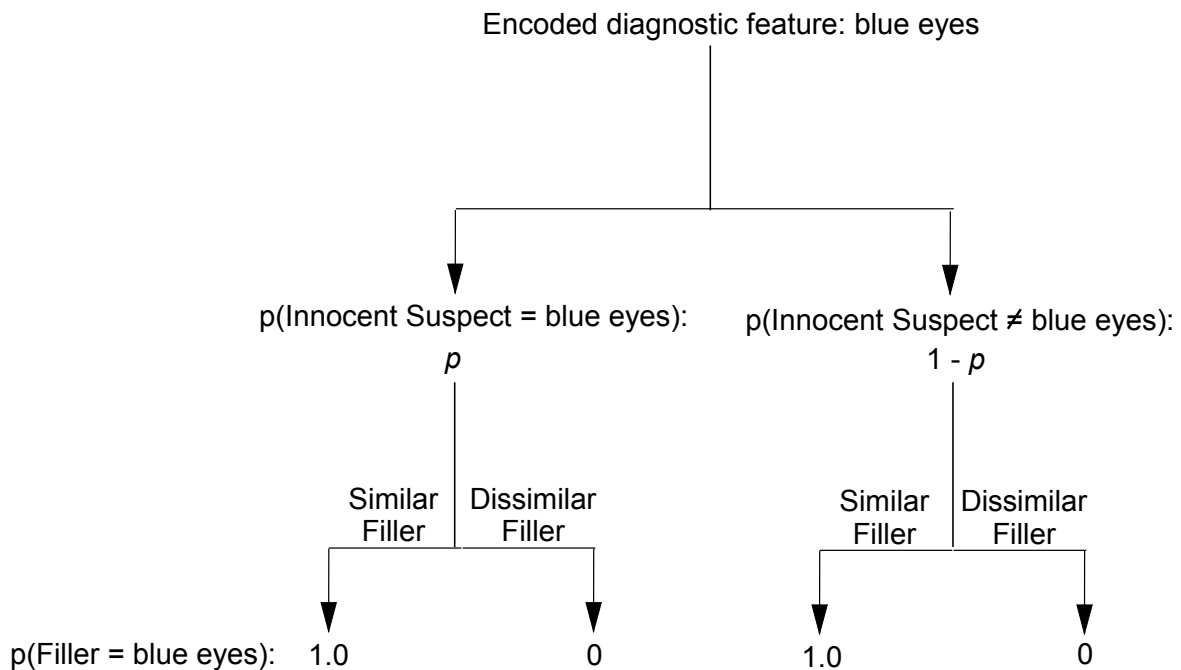 Encoded diagnostic feature: blue eyes
p(Innocent Suspect = blue eyes):
p
p(Innocent Suspect ≠ blue eyes):
1 - p
Similar
Filler
Dissimilar
Filler
Similar
Filler
Dissimilar
Filler
p(Filler = blue eyes): 1.0 0 1.0 0